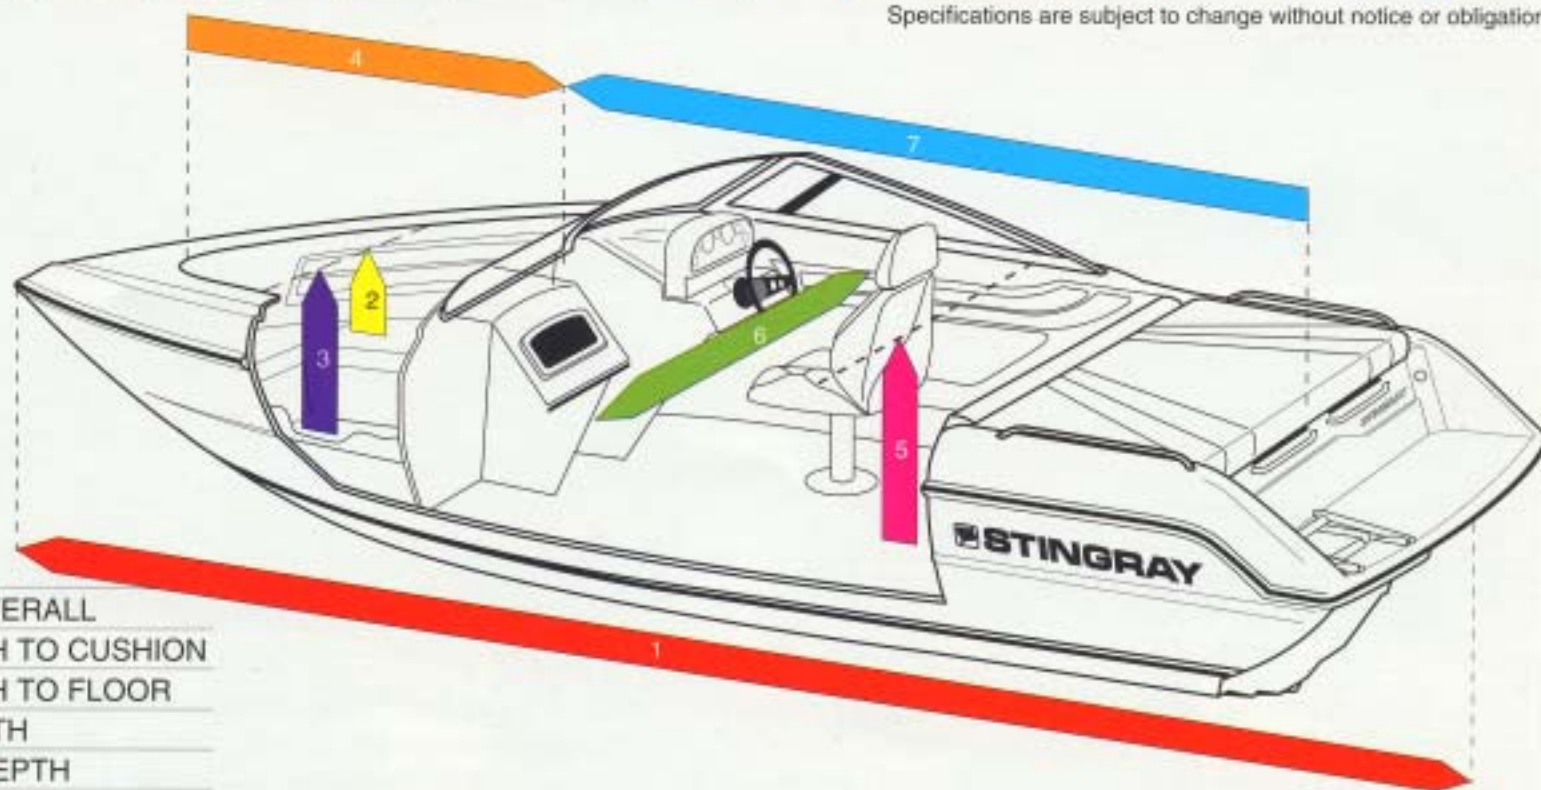 Specifications are subject to change without notice or obligation
4
7
2
3
6
5
STINGRAY
1
ERALL
H TO CUSHION
H TO FLOOR
TH
EPTH